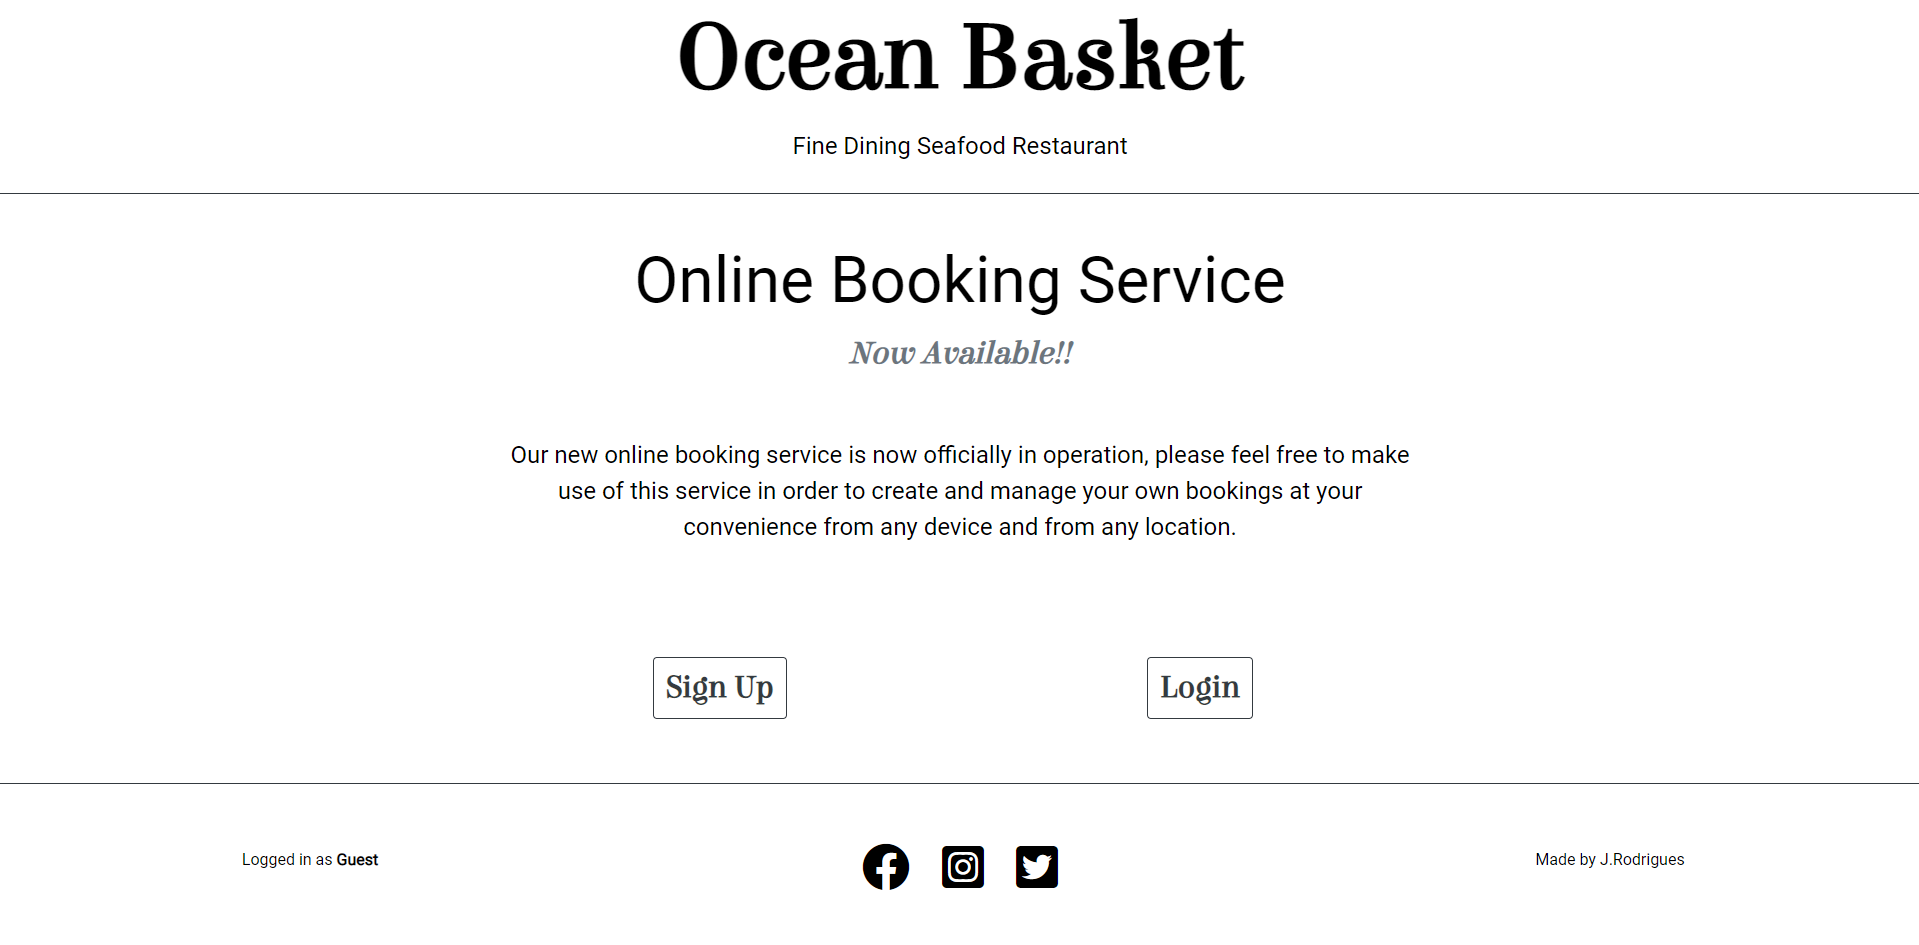 Ocean Basket
Fine Dining Seafood Restaurant
Online Booking Service
Now Available!!
Our new online booking service is now officially in operation, please feel free to make
use of this service in order to create and manage your own bookings at your
convenience from any device and from any location.
Sign Up
Login
Logged in as Guest
Made by J.Rodrigues